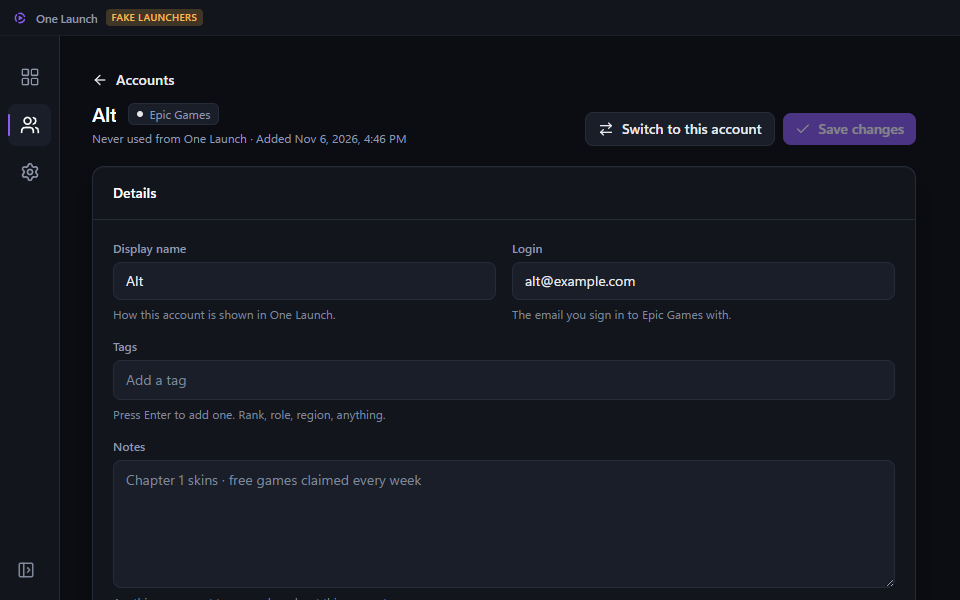 One Launch FAKE LAUNCHERS
Accounts
Alt Epic Games
Never used from One Launch · Added Nov 6, 2026, 4:46 PM
Switch to this account
Save changes
Details
Display name
Alt
How this account is shown in One Launch.
Login
alt@example.com
The email you sign in to Epic Games with.
Tags
Add a tag
Press Enter to add one. Rank, role, region, anything.
Notes
Chapter 1 skins · free games claimed every week